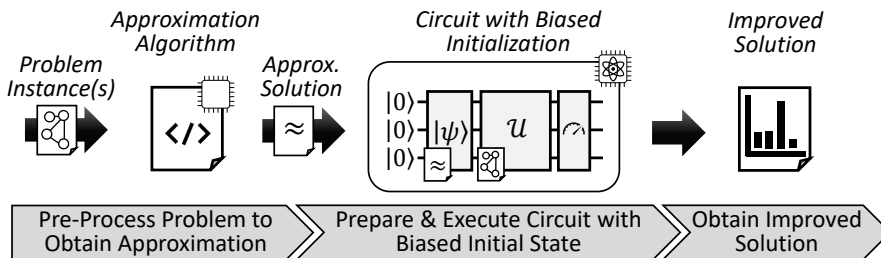 Approximation
Algorithm
Circuit with Biased
Initialization
Improved
Solution
Problem
Instance(s)
Approx.
Solution
</>
≈
|0⟩
|0⟩
|0⟩
|ψ⟩
≈
𝒰
Pre-Process Problem to
Obtain Approximation
Prepare & Execute Circuit with
Biased Initial State
Obtain Improved
Solution